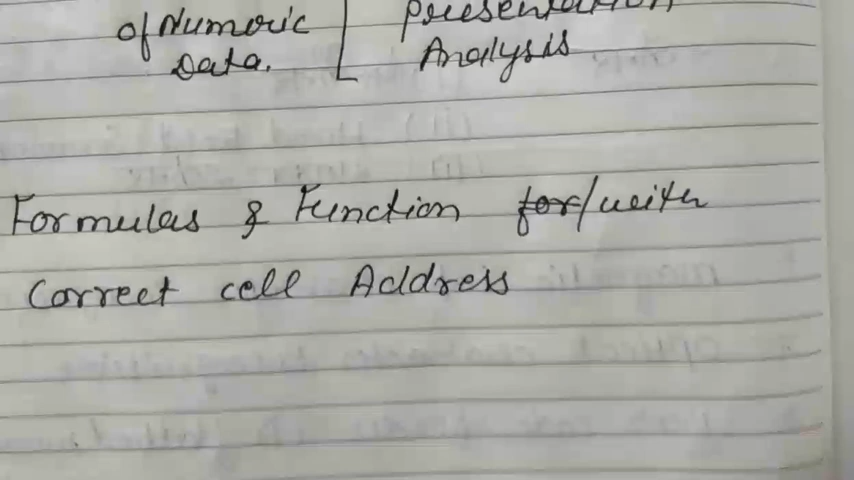 of Numeric
Data.
presentation
Analysis
Formulas & Function for/with
Correct cell Address